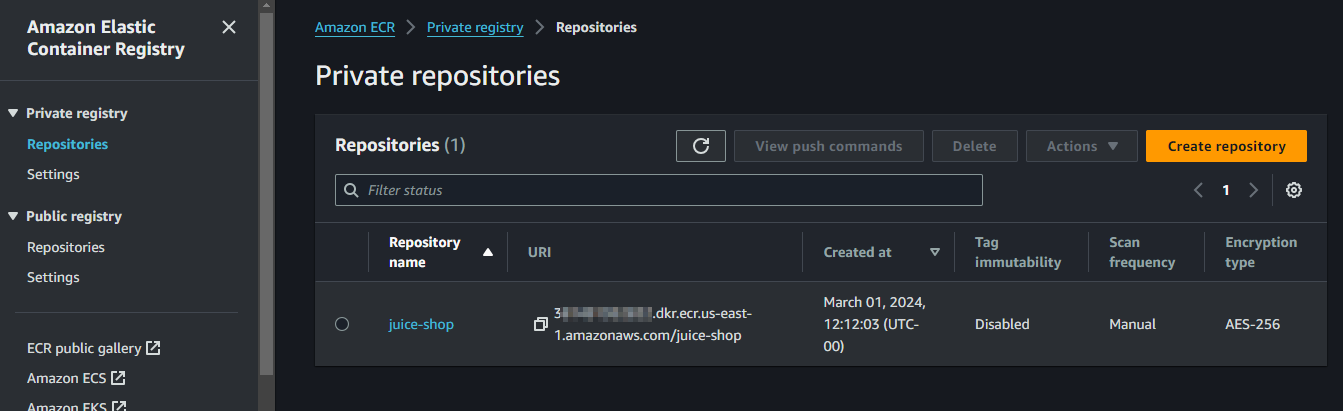 Amazon Elastic
Container Registry
Private registry
Repositories
Settings
Public registry
Repositories
Settings
ECR public gallery
Amazon ECS
Amazon EKS
Amazon ECR > Private registry > Repositories
Private repositories
Repositories (1)
View push commands
Delete
Actions
Create repository
Filter status
1
Repository
name
URI
Created at
Tag
immutability
Scan
frequency
Encryption
type
juice-shop
.dkr.ecr.us-east-
1.amazonaws.com/juice-shop
March 01, 2024,
12:12:03 (UTC-
00)
Disabled
Manual
AES-256